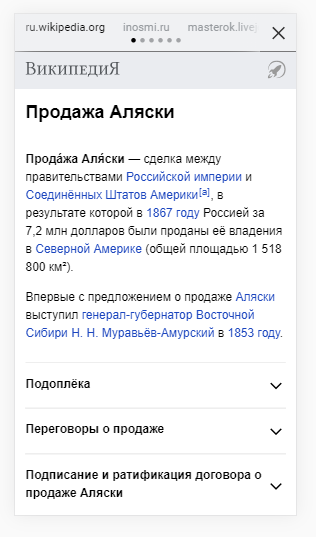 ru.wikipedia.org inosmi.ru masterok.live
ВикипедиЯ
Продажа Аляски
Прода́жа Аля́ски — сделка между
правительствами Российской империи и
Соединённых Штатов Америки[a], в
результате которой в 1867 году Россией за
7,2 млн долларов были проданы её владения
в Северной Америке (общей площадью 1 518
800 км²).
Впервые с предложением о продаже Аляски
выступил генерал-губернатор Восточной
Сибири Н. Н. Муравьёв-Амурский в 1853 году.
Подоплёка
Переговоры о продаже
Подписание и ратификация договора о
продаже Аляски